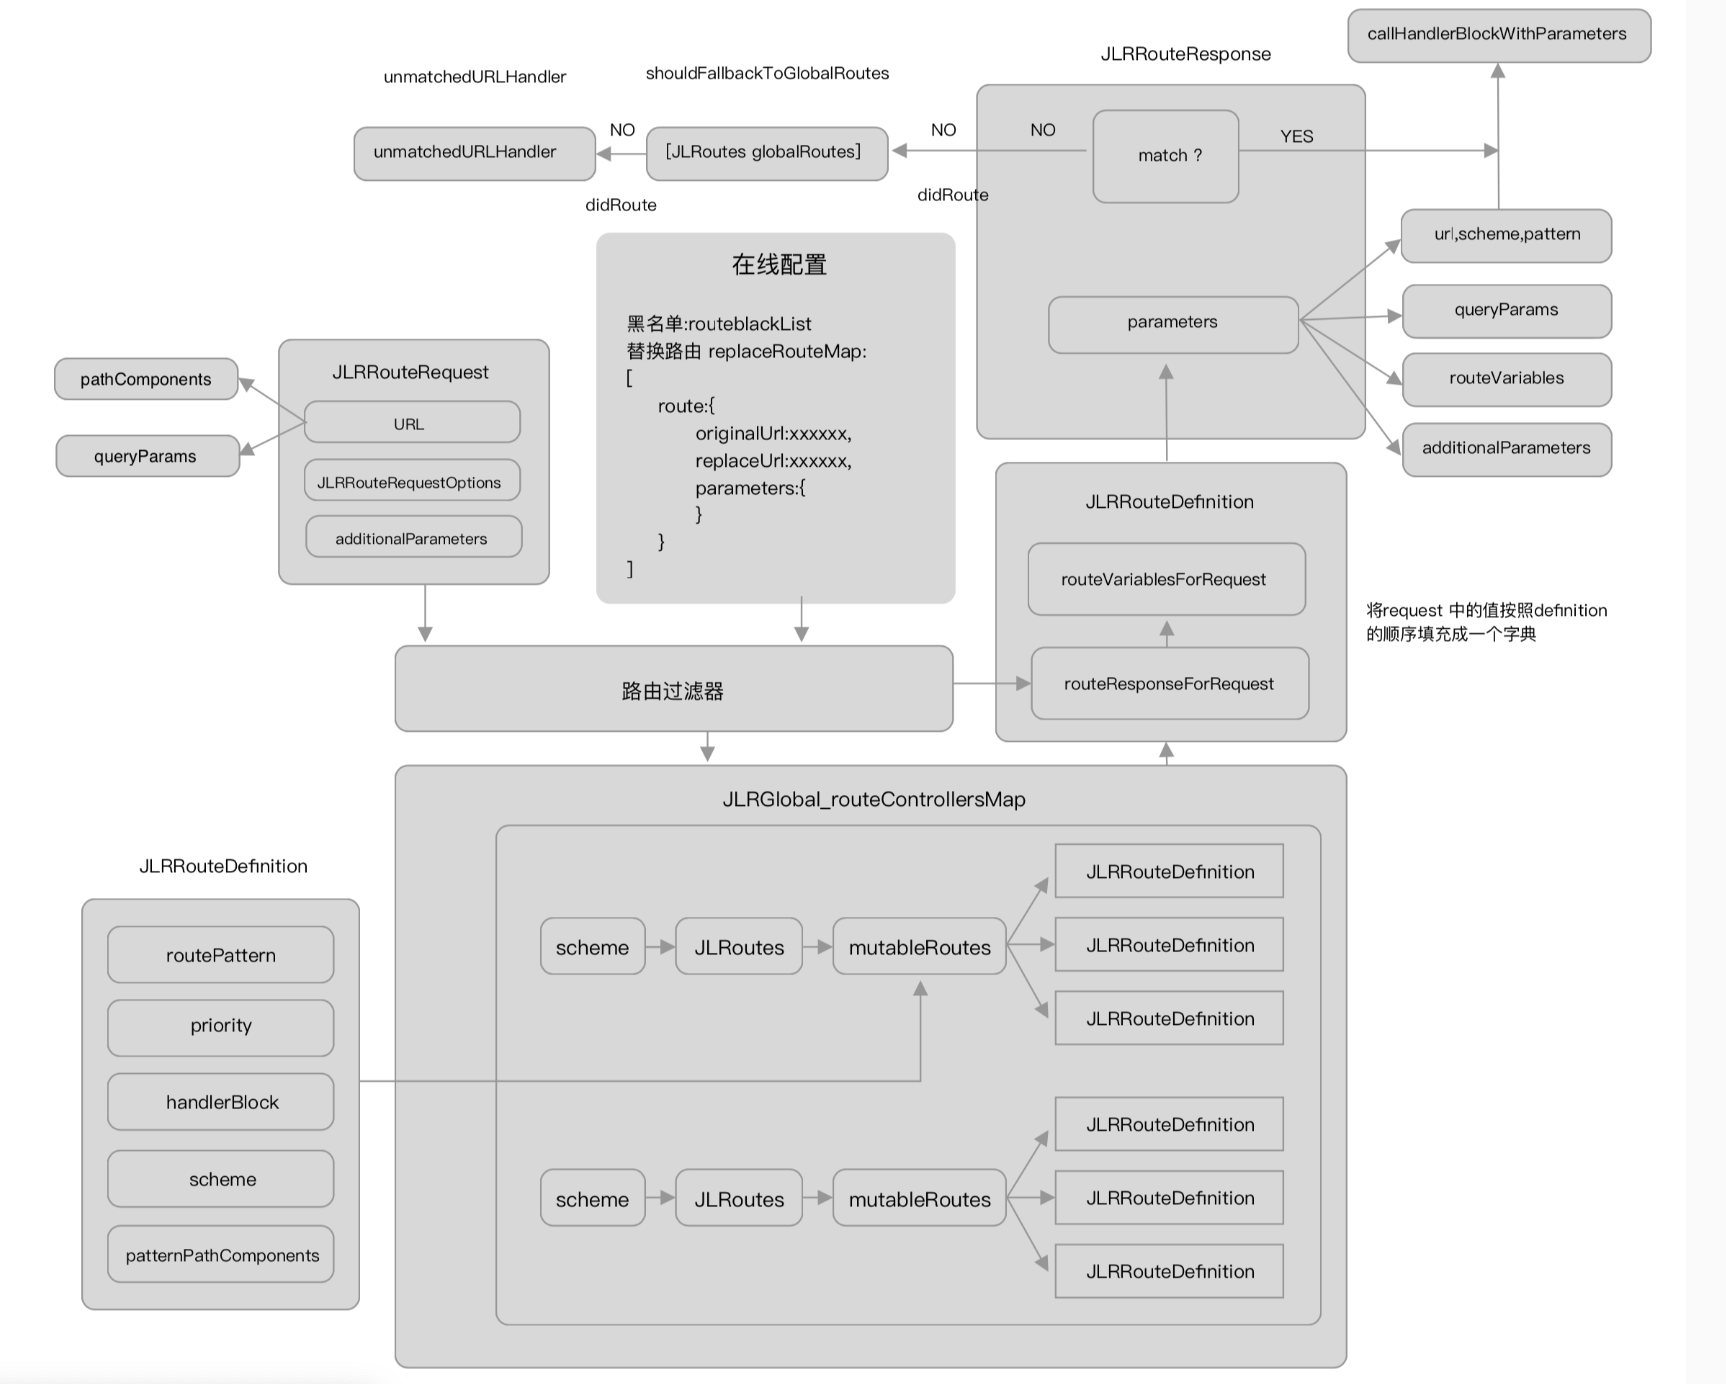 callHandlerBlockWithParameters
JLRRouteResponse
unmatchedURLHandler
shouldFallbackToGlobalRoutes
unmatchedURLHandler
NO
[JLRoutes globalRoutes]
NO
NO
match ?
YES
didRoute
didRoute
url,scheme,pattern
queryParams
routeVariables
additionalParameters
parameters
在线配置
黑名单:routeblackList
替换路由 replaceRouteMap:
[
route:{
originalUrl:xxxxxx,
replaceUrl:xxxxxx,
parameters:{
}
}
]
pathComponents
queryParams
JLRRouteRequest
URL
JLRRouteRequestOptions
additionalParameters
JLRRouteDefinition
routeVariablesForRequest
routeResponseForRequest
将request 中的值按照definition
的顺序填充成一个字典
路由过滤器
JLRGlobal_routeControllersMap
scheme
JLRoutes
mutableRoutes
JLRRouteDefinition
JLRRouteDefinition
JLRRouteDefinition
scheme
JLRoutes
mutableRoutes
JLRRouteDefinition
JLRRouteDefinition
JLRRouteDefinition
JLRRouteDefinition
routePattern
priority
handlerBlock
scheme
patternPathComponents